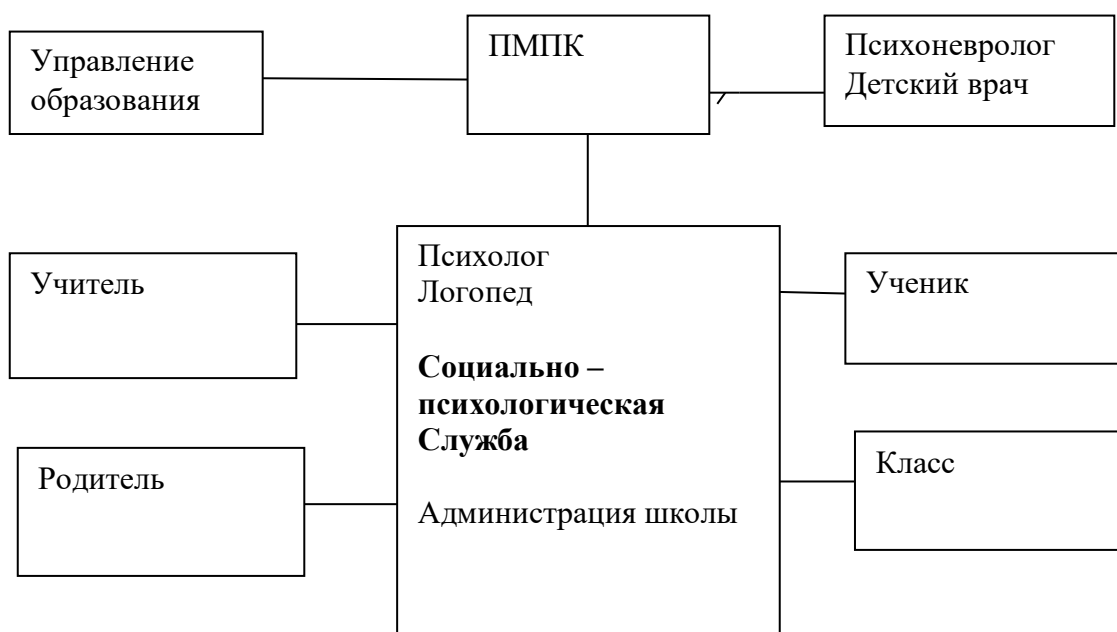 Управление
образования
ПМПК
Психоневролог
Детский врач
Учитель
Психолог
Логопед
Социально –
психологическая
Служба
Администрация школы
Ученик
Родитель
Класс